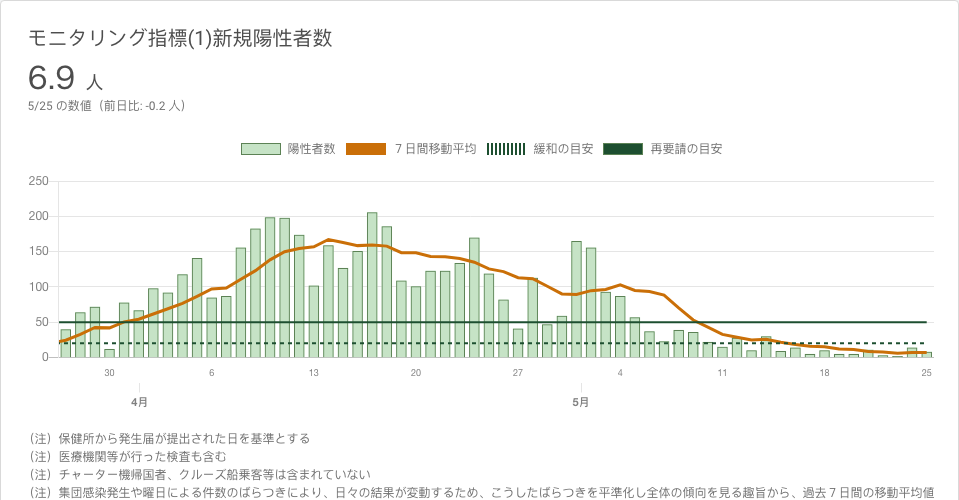 モニタリング指標(1)新規陽性者数
6.9 人
5/25 の数値（前日比: -0.2 人）
陽性者数 7日間移動平均 緩和の目安 再要請の目安
250
200
150
100
50
0
30 6 13 20 27 4 11 18 25
4月 5月
（注）保健所から発生届が提出された日を基準とする
（注）医療機関等が行った検査も含む
（注）チャーター機帰国者、クルーズ船乗客等は含まれていない
（注）集団感染発生や曜日による件数のばらつきにより、日々の結果が変動するため、こうしたばらつきを平準化し全体の傾向を見る趣旨から、過去７日間の移動平均値